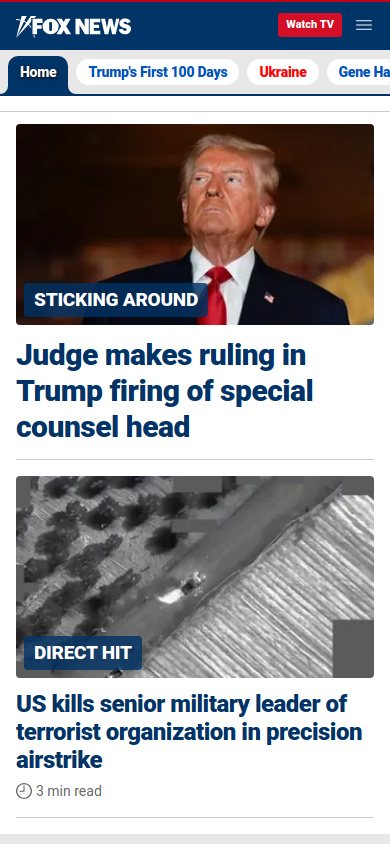 FOX NEWS
Watch TV
Home
Trump's First 100 Days
Ukraine
Gene Ha
STICKING AROUND
Judge makes ruling in
Trump firing of special
counsel head
DIRECT HIT
US kills senior military leader of
terrorist organization in precision
airstrike
3 min read